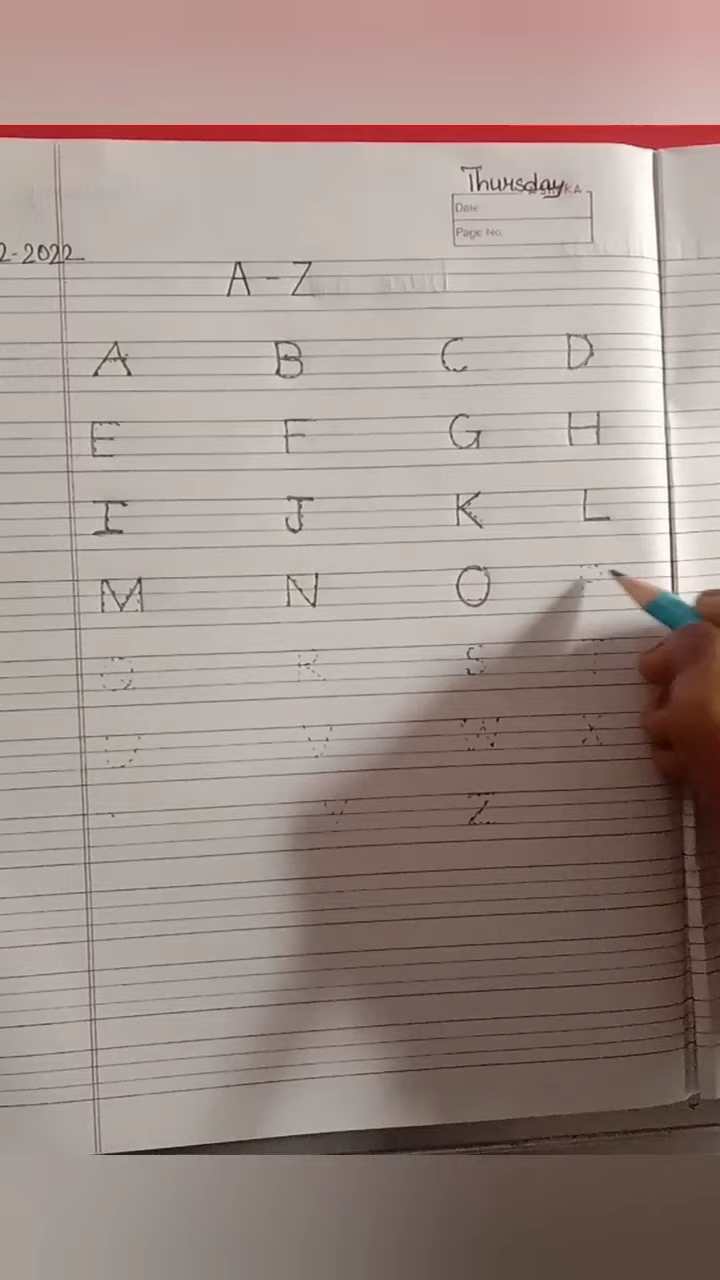 Thursday
Date
Page No.
2-2022
A-Z
A B C D
E F G H
I J K L
M N O P
Q R S T
U V W X
Y Z